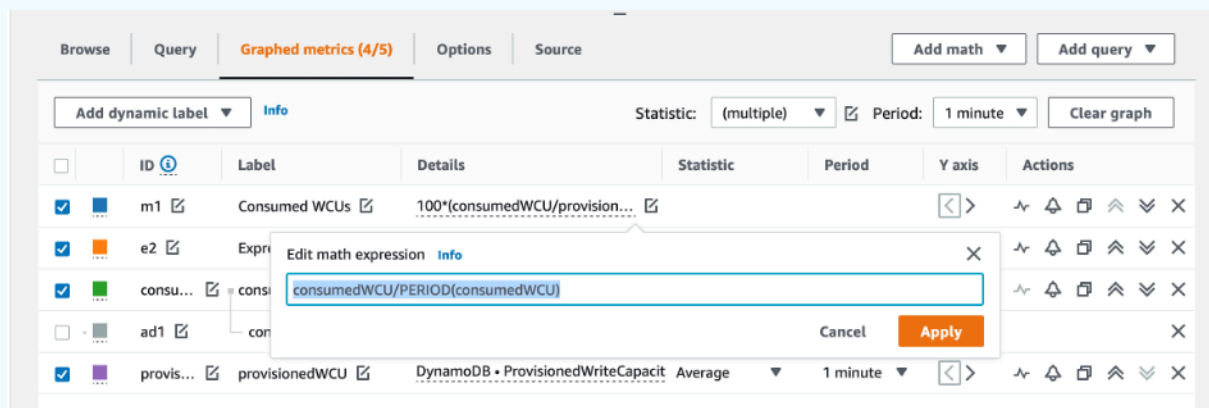 Browse Query Graphed metrics (4/5) Options Source Add math Add query
Add dynamic label Info Statistic: (multiple) Period: 1 minute Clear graph
ID Label Details Statistic Period Y axis Actions
m1 Consumed WCUs 100*(consumedWCU/provision...
e2 Expre
Edit math expression Info
consu... cons
consumedWCU/PERIOD(consumedWCU)
ad1 con
Cancel Apply
provis... provisionedWCU DynamoDB • ProvisionedWriteCapacit Average 1 minute